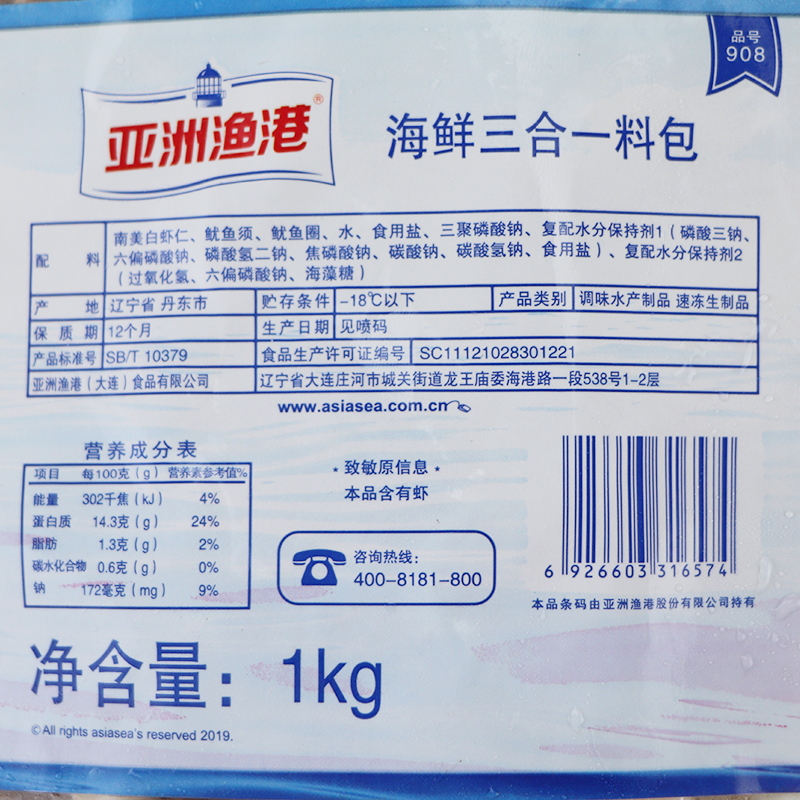 品号
908
亚洲渔港®
海鲜三合一料包
配 料
南美白虾仁、鱿鱼须、鱿鱼圈、水、食用盐、三聚磷酸钠、复配水分保持剂1（磷酸三钠、
六偏磷酸钠、磷酸氢二钠、焦磷酸钠、碳酸钠、碳酸氢钠、食用盐）、复配水分保持剂2
（过氧化氢、六偏磷酸钠、海藻糖）
产 地 辽宁省 丹东市 贮存条件 -18℃以下 产品类别 调味水产制品 速冻生制品
保 质 期 12个月 生产日期 见喷码
产品标准号 SB/T 10379 食品生产许可证编号 SC11121028301221
亚洲渔港（大连）食品有限公司 辽宁省大连庄河市城关街道龙王庙委海港路一段538号1-2层
www.asiasea.com.cn
营养成分表
项目 每100克（g） 营养素参考值%
能量 302千焦（kJ） 4%
蛋白质 14.3克（g） 24%
脂肪 1.3克（g） 2%
碳水化合物 0.6克（g） 0%
钠 172毫克（mg） 9%
·致敏原信息·
本品含有虾
咨询热线：
400-8181-800
6 926603 316574
本品条码由亚洲渔港股份有限公司持有
净含量：1kg
©All rights asiasea's reserved 2019.